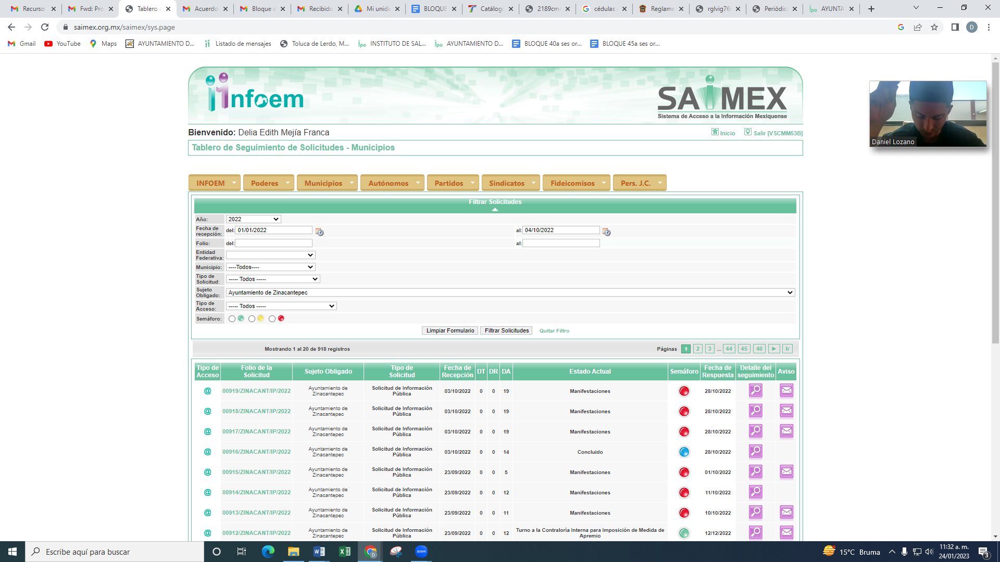 Recurso
Fwd: Pro
Tablero
Acuerdo
Bloque
Recibido
Mi unida
BLOQUE
Catálogo
2189cm
cédulas
Reglame
rglvig76
Periódic
AYUNTA
saimex.org.mx/saimex/sys.page
D
Gmail
YouTube
Maps
AYUNTAMIENTO D...
Listado de mensajes
Toluca de Lerdo, M...
INSTITUTO DE SAL...
AYUNTAMIENTO D...
BLOQUE 40a ses or...
BLOQUE 45a ses or...
infoem
SAIMEX
Sistema de Acceso a la Información Mexiquense
Bienvenido: Delia Edith Mejía Franca
Inicio
Salir [VSCMM53B]
Daniel Lozano
Tablero de Seguimiento de Solicitudes - Municipios
INFOEM
Poderes
Municipios
Autónomos
Partidos
Sindicatos
Fideicomisos
Pers. J.C.
Filtrar Solicitudes
Año: 2022
Fecha de recepción: del: 01/01/2022 al: 04/10/2022
Folio: del: al:
Entidad Federativa:
Municipio: ----Todos----
Tipo de Solicitud: ----- Todos -----
Sujeto Obligado: Ayuntamiento de Zinacantepec
Tipo de Acceso: ----- Todos -----
Semáforo:
Limpiar Formulario Filtrar Solicitudes Quitar Filtro
Mostrando 1 al 20 de 918 registros
Páginas 1 2 3 ... 44 45 46 Ir
Tipo de Acceso Folio de la Solicitud Sujeto Obligado Tipo de Solicitud Fecha de Recepción DT DR DA Estado Actual Semáforo Fecha de Respuesta Detalle del seguimiento Aviso
@ 00919/ZINACANT/IP/2022 Ayuntamiento de Zinacantepec Solicitud de Información Pública 03/10/2022 0 0 19 Manifestaciones 28/10/2022
@ 00918/ZINACANT/IP/2022 Ayuntamiento de Zinacantepec Solicitud de Información Pública 03/10/2022 0 0 19 Manifestaciones 28/10/2022
@ 00917/ZINACANT/IP/2022 Ayuntamiento de Zinacantepec Solicitud de Información Pública 03/10/2022 0 0 19 Manifestaciones 28/10/2022
@ 00916/ZINACANT/IP/2022 Ayuntamiento de Zinacantepec Solicitud de Información Pública 03/10/2022 0 0 14 Concluido 28/10/2022
@ 00915/ZINACANT/IP/2022 Ayuntamiento de Zinacantepec Solicitud de Información Pública 23/09/2022 0 0 5 Manifestaciones 01/10/2022
@ 00914/ZINACANT/IP/2022 Ayuntamiento de Zinacantepec Solicitud de Información Pública 23/09/2022 0 0 12 Manifestaciones 11/10/2022
@ 00913/ZINACANT/IP/2022 Ayuntamiento de Zinacantepec Solicitud de Información Pública 23/09/2022 0 0 11 Manifestaciones 10/10/2022
@ 00912/ZINACANT/IP/2022 Ayuntamiento de Zinacantepec Solicitud de Información Pública 23/09/2022 0 0 12 Turno a la Contraloría Interna para Imposición de Medida de Apremio 12/12/2022
Escribe aquí para buscar
zoom
15°C Bruma
11:32 a. m.
24/01/2023
3